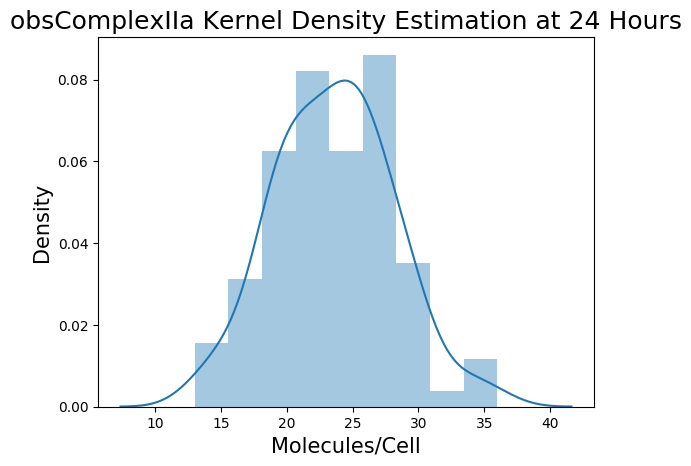 obsComplexIIa Kernel Density Estimation at 24 Hours
0.08
0.06
0.04
0.02
0.00
Density
10 15 20 25 30 35 40
Molecules/Cell